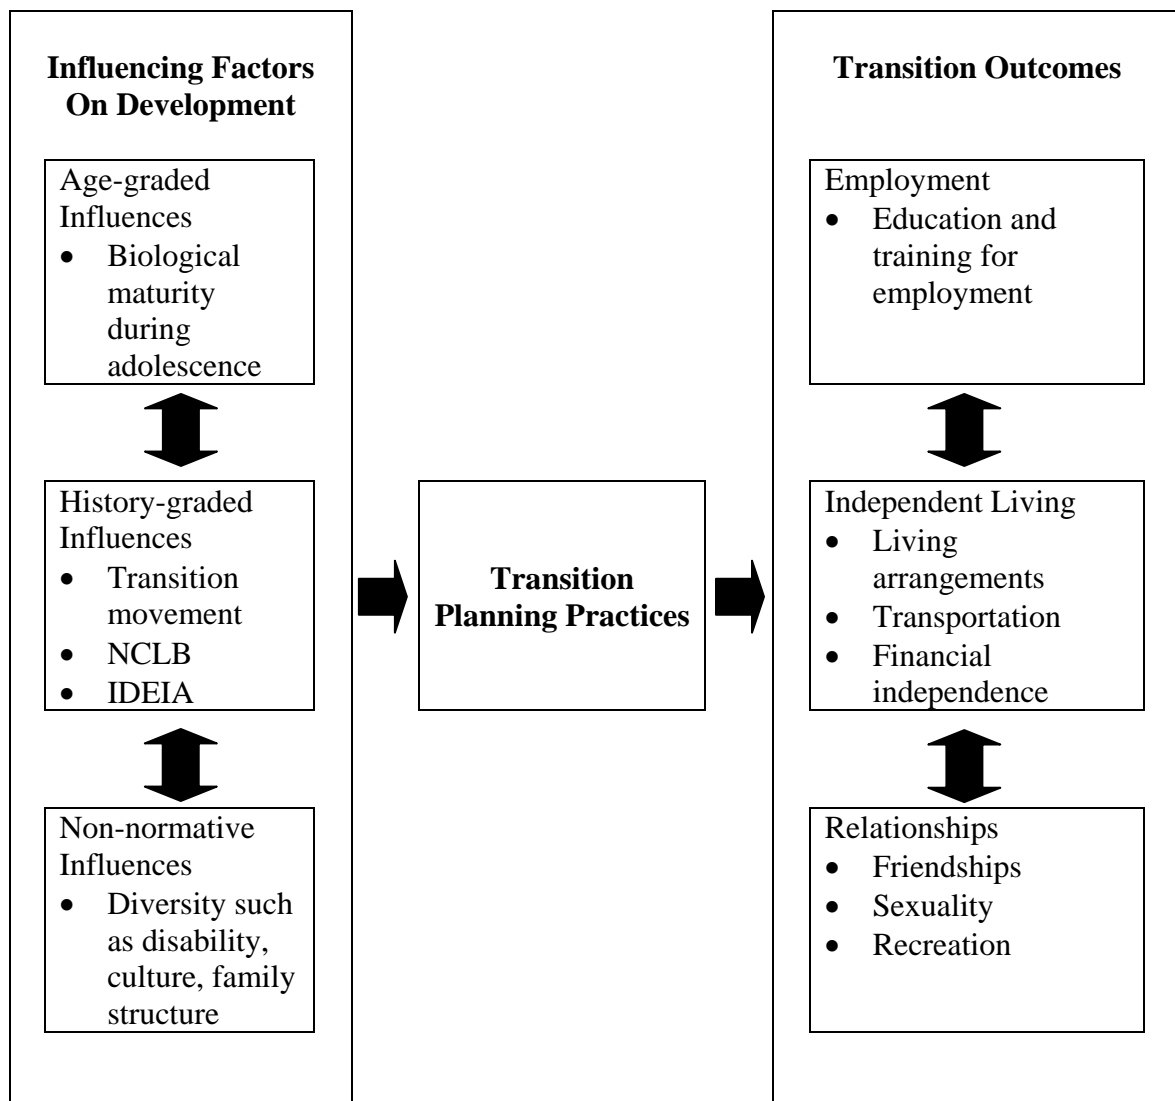 Influencing Factors
On Development
Age-graded
Influences
• Biological
maturity
during
adolescence
History-graded
Influences
• Transition
movement
• NCLB
• IDEIA
Non-normative
Influences
• Diversity such
as disability,
culture, family
structure
Transition
Planning Practices
Transition Outcomes
Employment
• Education and
training for
employment
Independent Living
• Living
arrangements
• Transportation
• Financial
independence
Relationships
• Friendships
• Sexuality
• Recreation